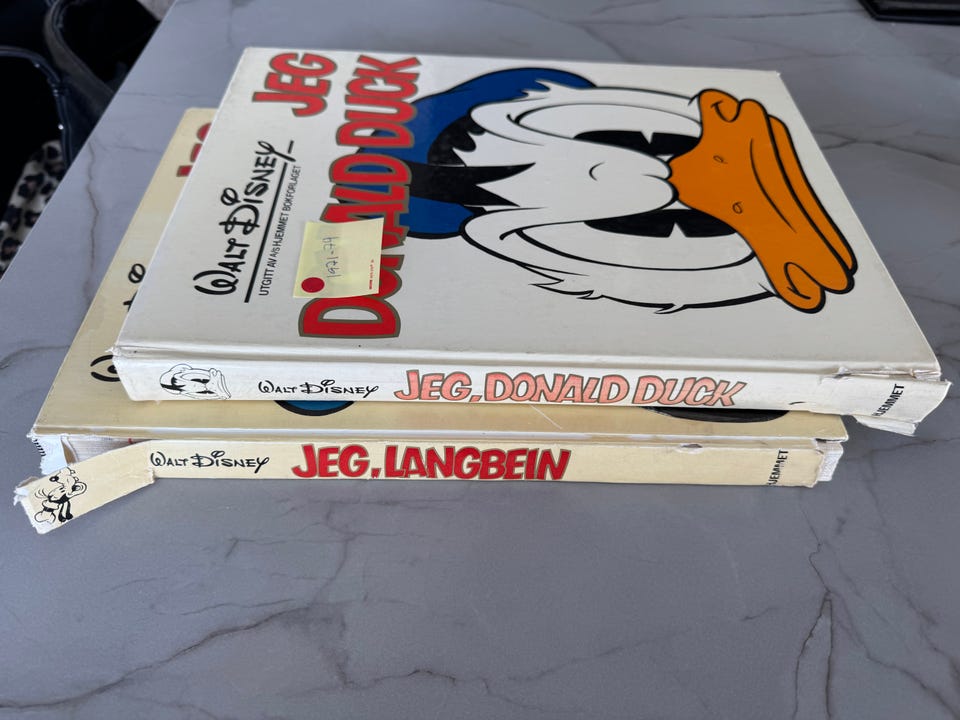 JEG
DONALD DUCK
WALT DISNEY
UTGITT AV A/S HJEMMET BOKFORLAGET
1971-74
WALT DISNEY JEG, DONALD DUCK HJEMMET
WALT DISNEY JEG, LANGBEIN HJEMMET